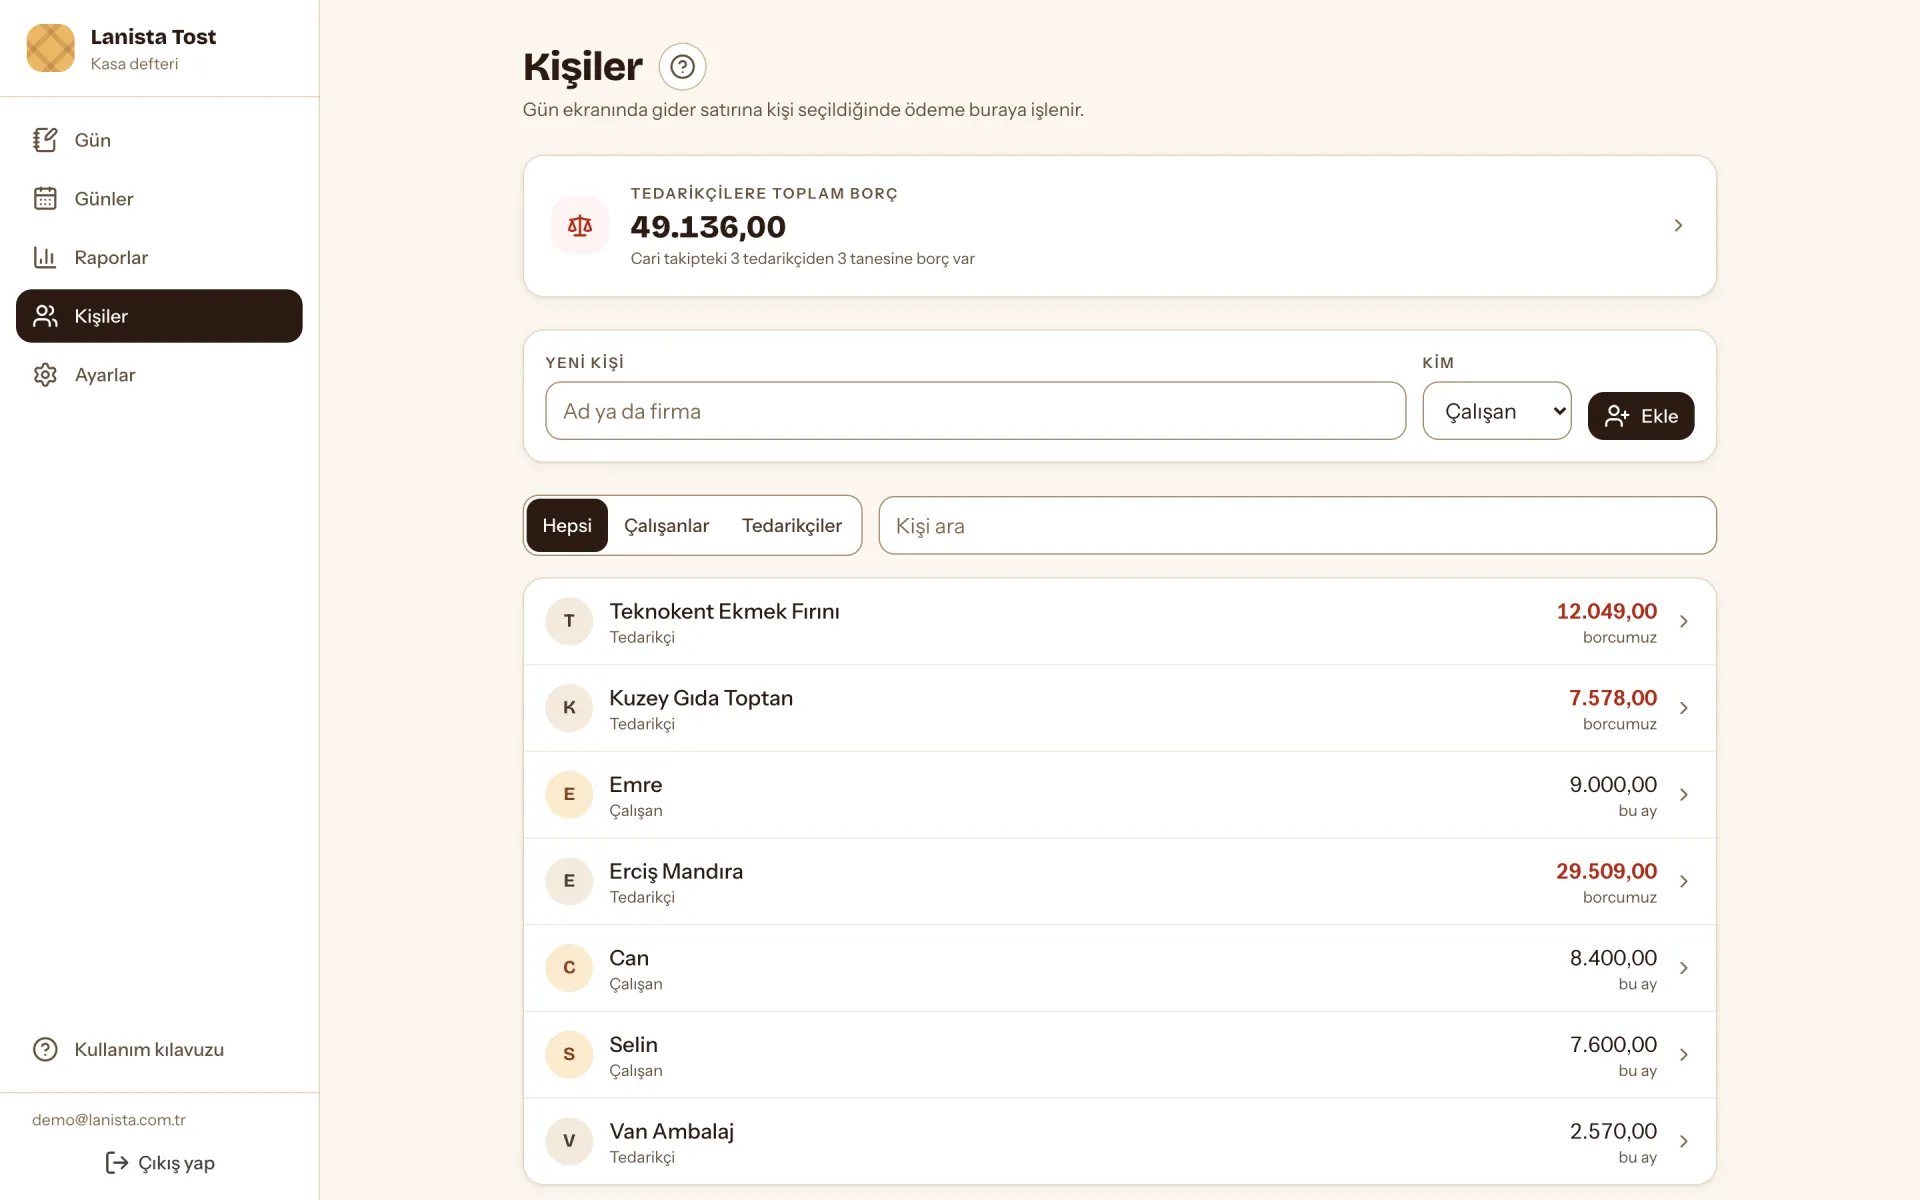 Lanista Tost
Kasa defteri
Gün
Günler
Raporlar
Kişiler
Ayarlar
Kullanım kılavuzu
demo@lanista.com.tr
Çıkış yap
Kişiler
Gün ekranında gider satırına kişi seçildiğinde ödeme buraya işlenir.
TEDARİKÇİLERE TOPLAM BORÇ
49.136,00
Cari takipteki 3 tedarikçiden 3 tanesine borç var
YENİ KİŞİ
KİM
Ad ya da firma
Çalışan
Ekle
Hepsi
Çalışanlar
Tedarikçiler
Kişi ara
T
Teknokent Ekmek Fırını
Tedarikçi
12.049,00
borcumuz
K
Kuzey Gıda Toptan
Tedarikçi
7.578,00
borcumuz
E
Emre
Çalışan
9.000,00
bu ay
E
Erciş Mandıra
Tedarikçi
29.509,00
borcumuz
C
Can
Çalışan
8.400,00
bu ay
S
Selin
Çalışan
7.600,00
bu ay
V
Van Ambalaj
Tedarikçi
2.570,00
bu ay